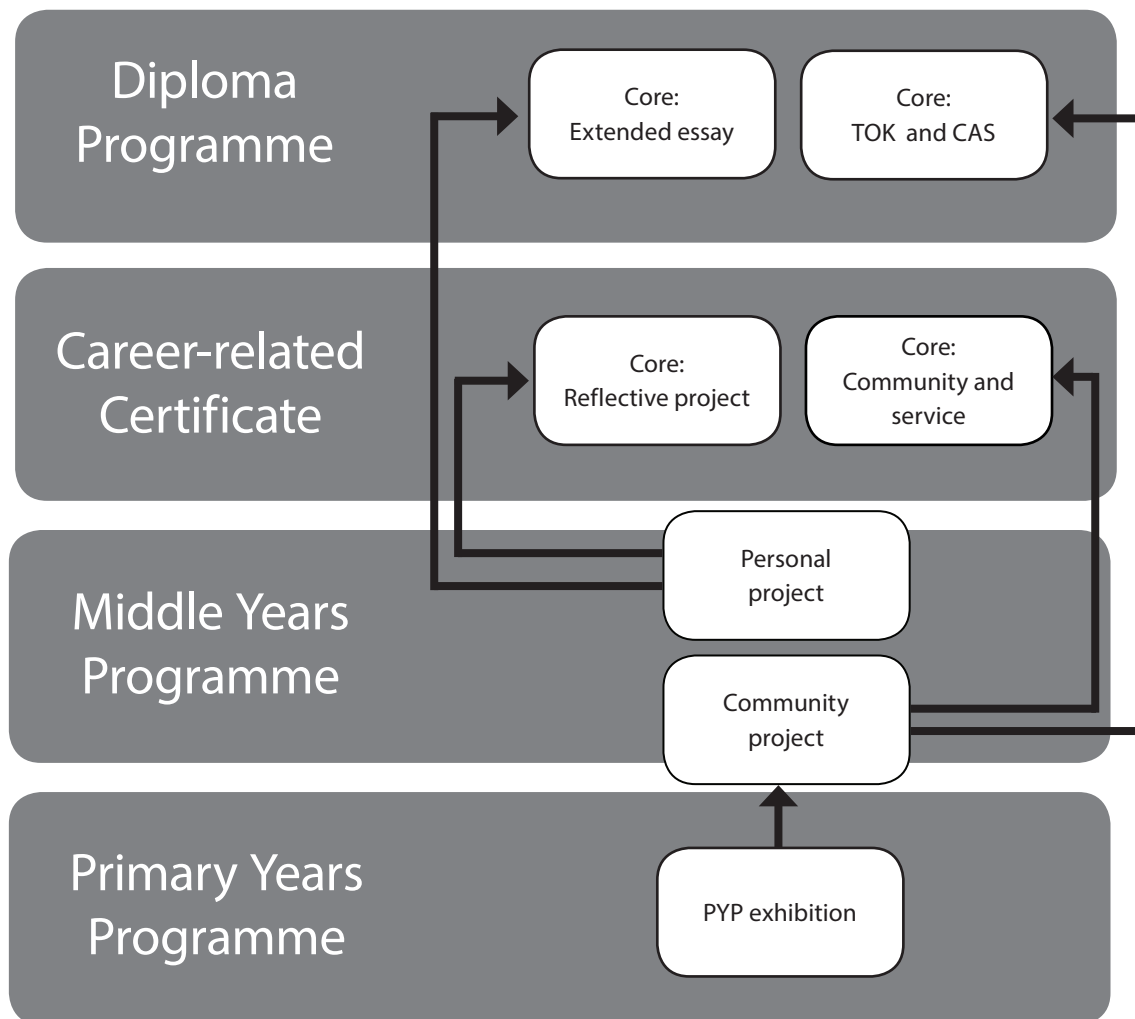 Diploma
Programme
Core:
Extended essay
Core:
TOK and CAS
Career-related
Certificate
Core:
Reflective project
Core:
Community and
service
Middle Years
Programme
Personal
project
Community
project
Primary Years
Programme
PYP exhibition